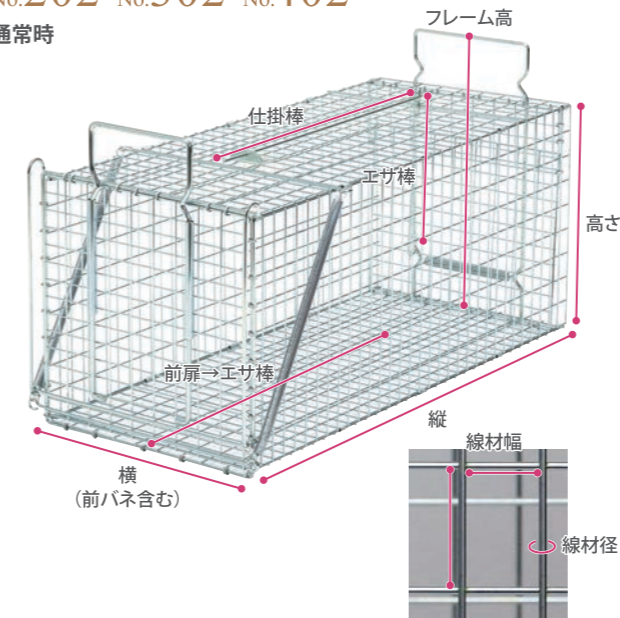 No.202 No.302 No.402
通常時
フレーム高
仕掛棒
エサ棒
高さ
前扉→エサ棒
縦
横
(前バネ含む)
線材幅
線材径